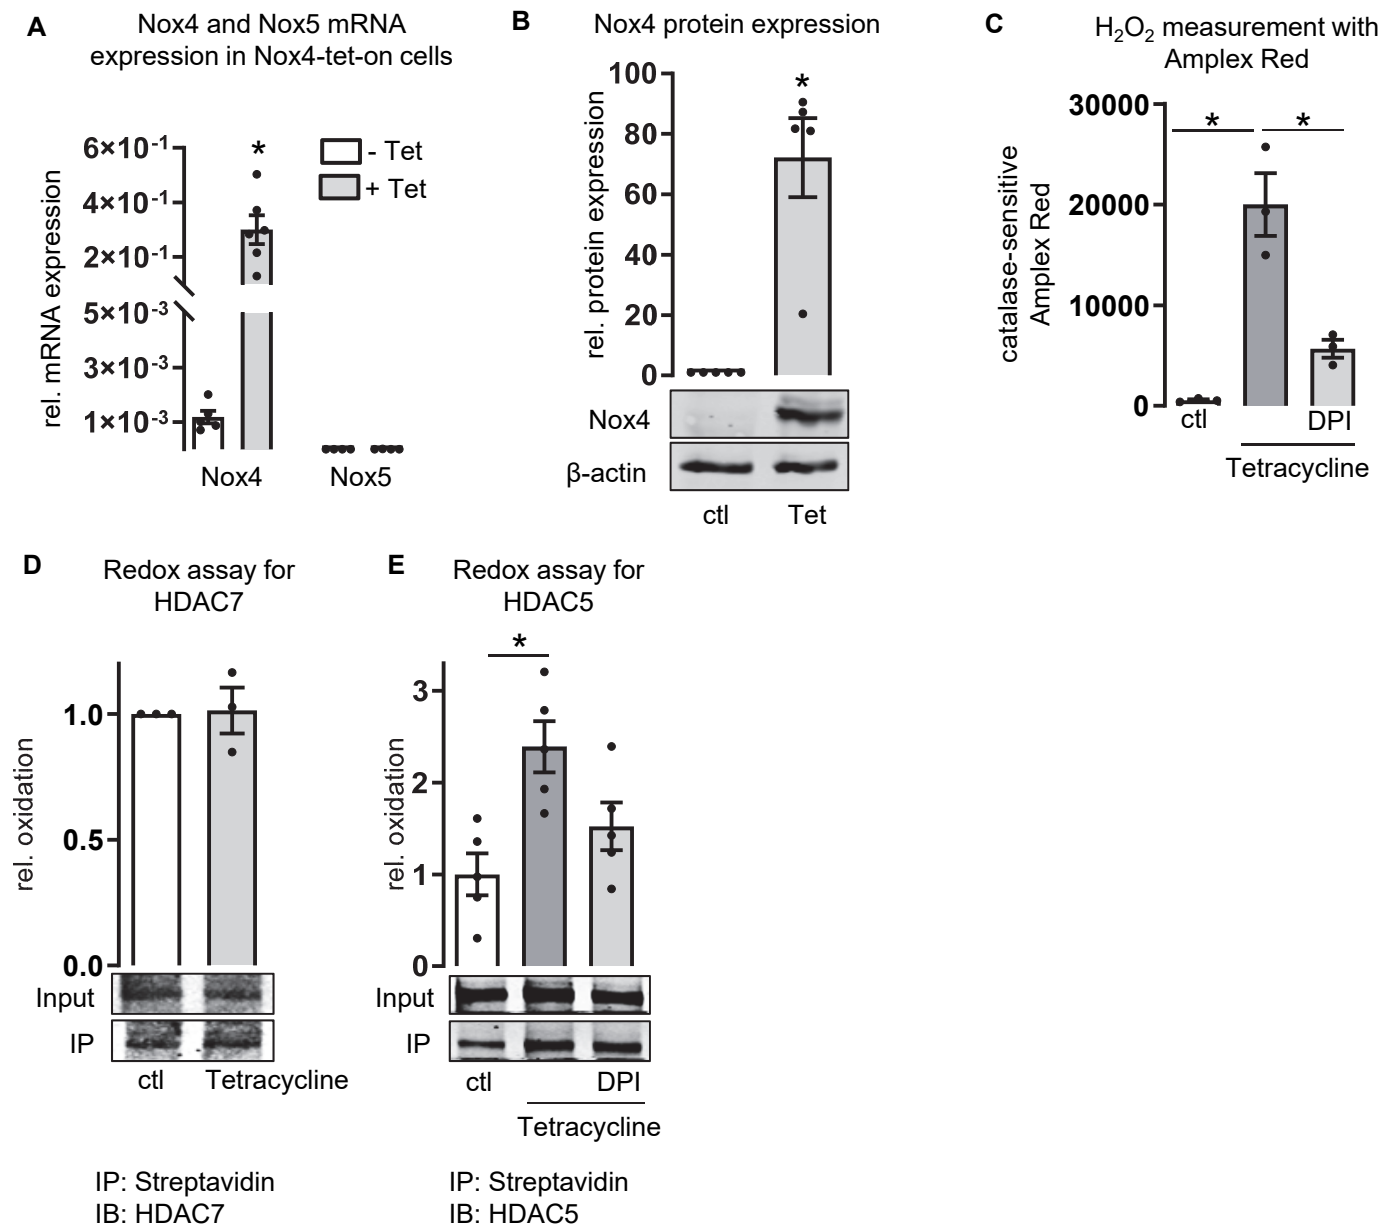 A
Nox4 and Nox5 mRNA
expression in Nox4-tet-on cells
rel. mRNA expression
6×10⁻¹
4×10⁻¹
2×10⁻¹
5×10⁻³
3×10⁻³
1×10⁻³
*
- Tet
+ Tet
Nox4
Nox5
B
Nox4 protein expression
rel. protein expression
100
80
60
40
20
0
*
Nox4
β-actin
ctl
Tet
C
H₂O₂ measurement with
Amplex Red
catalase-sensitive
Amplex Red
30000
20000
10000
0
*
*
ctl
DPI
Tetracycline
D
Redox assay for
HDAC7
rel. oxidation
1.0
0.5
0.0
Input
IP
ctl
Tetracycline
IP: Streptavidin
IB: HDAC7
E
Redox assay for
HDAC5
rel. oxidation
3
2
1
0
*
Input
IP
ctl
DPI
Tetracycline
IP: Streptavidin
IB: HDAC5